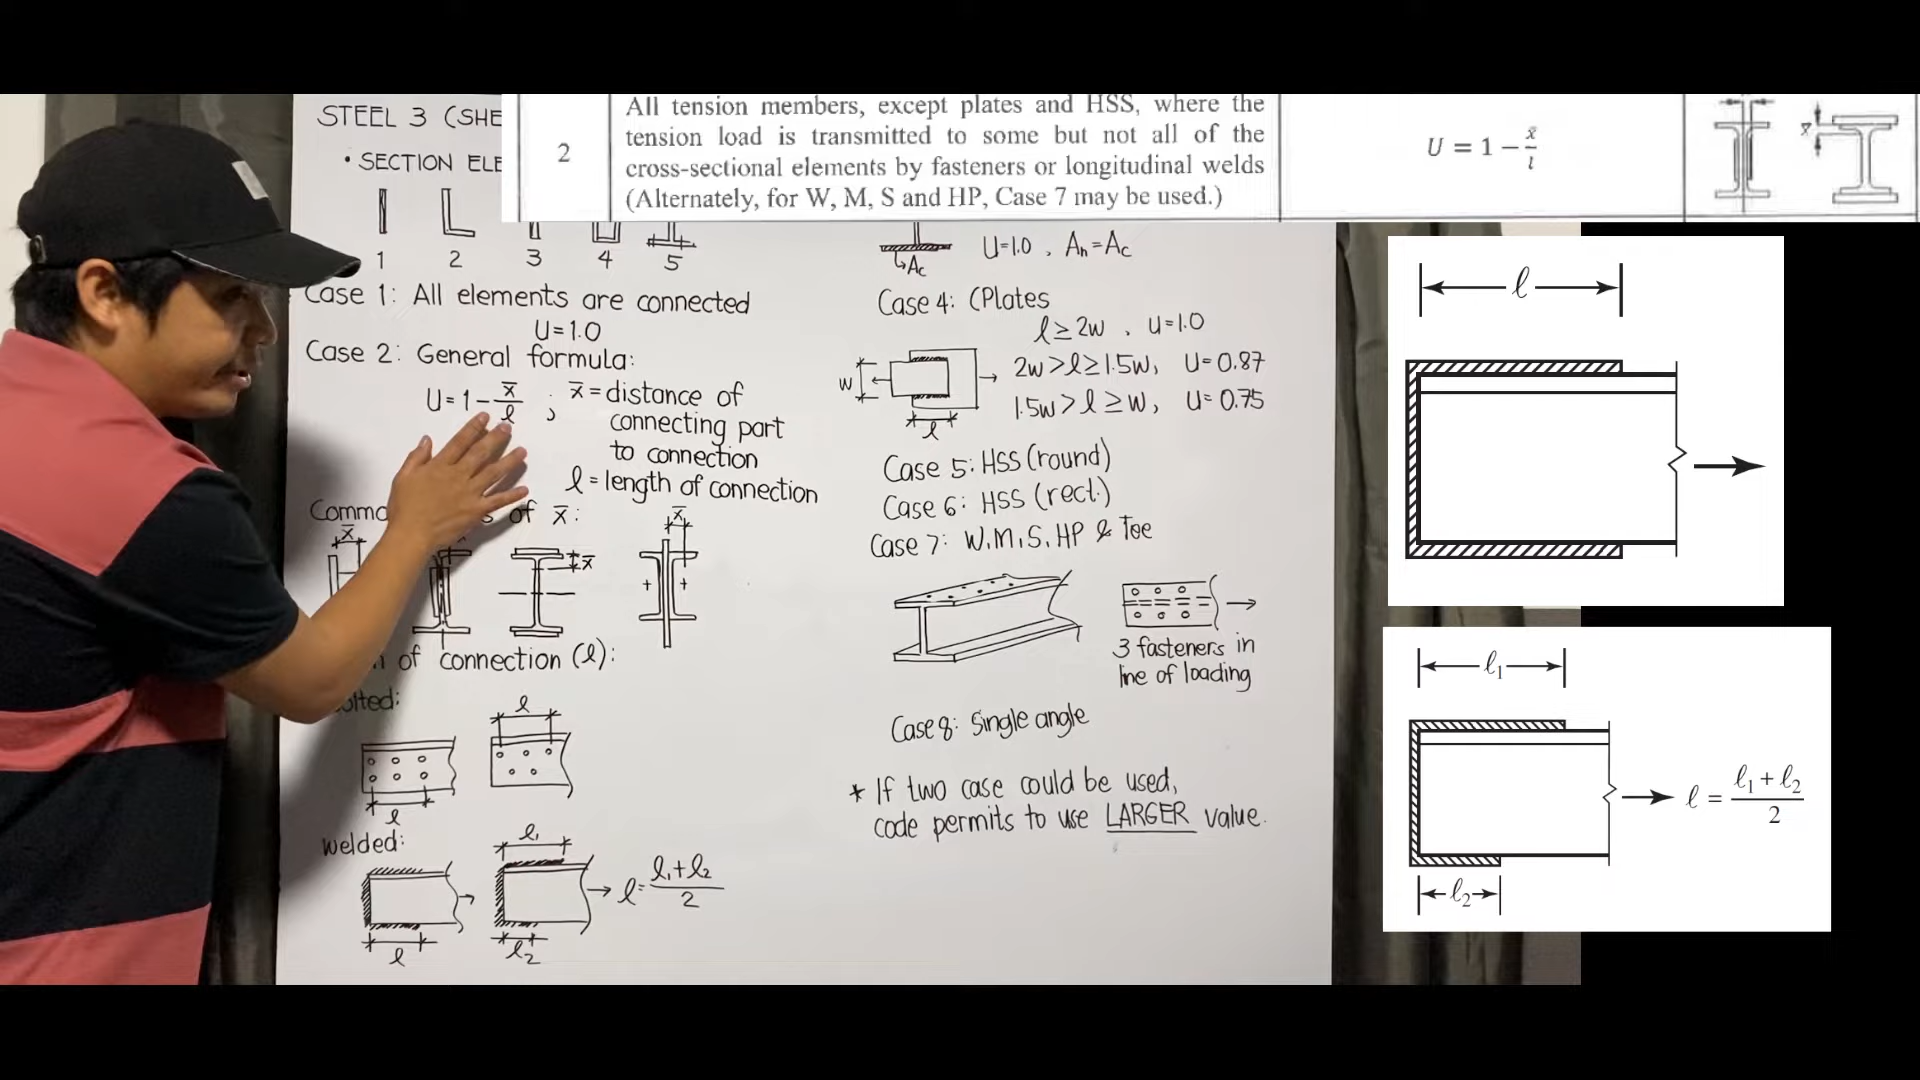 STEEL 3 (SHE
• SECTION ELE
1 2 3 4 5
Case 1: All elements are connected
U=1.0
Case 2: General formula:
U = 1 - x̄/ℓ ; x̄ = distance of
connecting part
to connection
ℓ = length of connection
of x̄:
x̄ x̄ x̄
of connection (ℓ):
ℓ
ℓ
welded:
ℓ1
ℓ = ℓ1+ℓ2/2
ℓ
ℓ2
2
All tension members, except plates and HSS, where the
tension load is transmitted to some but not all of the
cross-sectional elements by fasteners or longitudinal welds
(Alternately, for W, M, S and HP, Case 7 may be used.)
U = 1 − x̄/l
x̄
U=1.0 , An=Ac
Ac
Case 4: (Plates
ℓ ≥ 2w , U=1.0
2w > ℓ ≥ 1.5w, U= 0.87
1.5w > ℓ ≥ w, U= 0.75
w
ℓ
Case 5: HSS (round)
Case 6: HSS (rect.)
Case 7: W, M, S, HP & Tee
3 fasteners in
line of loading
Case 8: Single angle
* If two case could be used,
code permits to use LARGER value.
ℓ
ℓ1
ℓ = ℓ1 + ℓ2/2
ℓ2